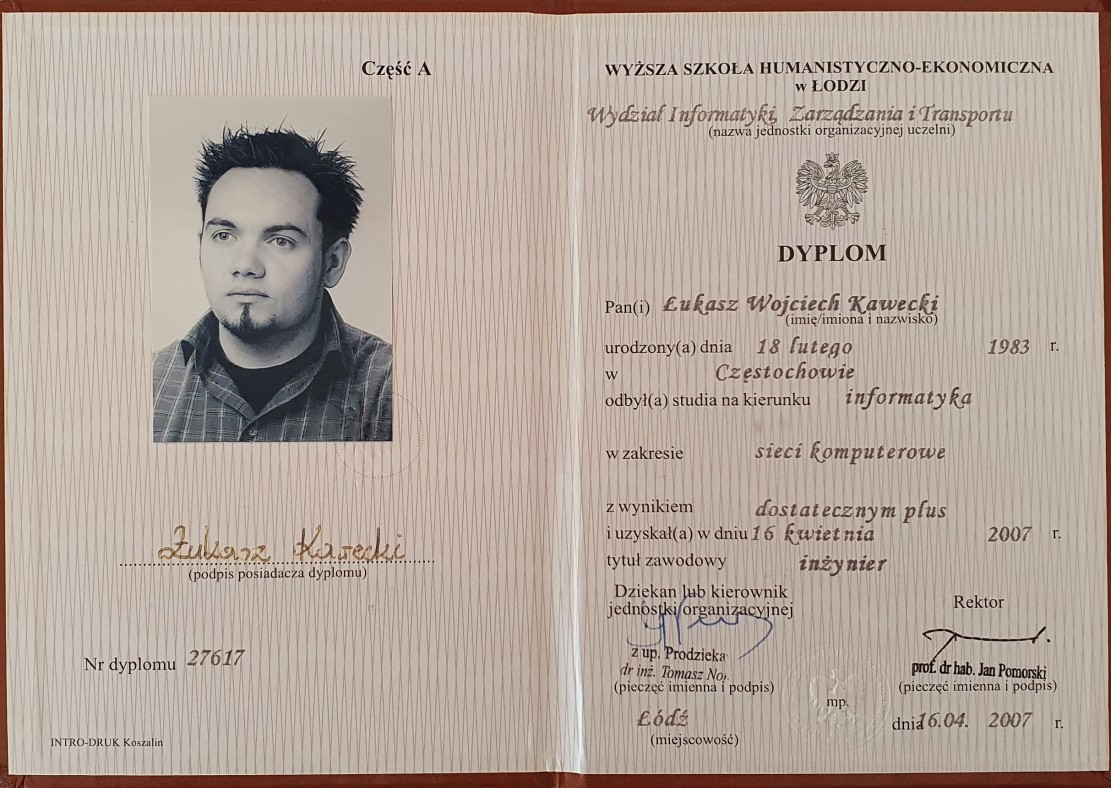 Część A
Łukasz Kawecki
(podpis posiadacza dyplomu)
Nr dyplomu 27617
INTRO-DRUK Koszalin
WYŻSZA SZKOŁA HUMANISTYCZNO-EKONOMICZNA
w ŁODZI
Wydział Informatyki, Zarządzania i Transportu
(nazwa jednostki organizacyjnej uczelni)
DYPLOM
Pan(i) Łukasz Wojciech Kawecki
(imię/imiona i nazwisko)
urodzony(a) dnia 18 lutego 1983 r.
w Częstochowie
odbył(a) studia na kierunku informatyka
w zakresie sieci komputerowe
z wynikiem dostatecznym plus
i uzyskał(a) w dniu 16 kwietnia 2007 r.
tytuł zawodowy inżynier
Dziekan lub kierownik
jednostki organizacyjnej
z up. Prodzieka
dr inż. Tomasz
(pieczęć imienna i podpis)
Rektor
prof. dr hab. Jan Pomorski
(pieczęć imienna i podpis)
mp.
Łódź
(miejscowość)
dnia 16.04. 2007 r.